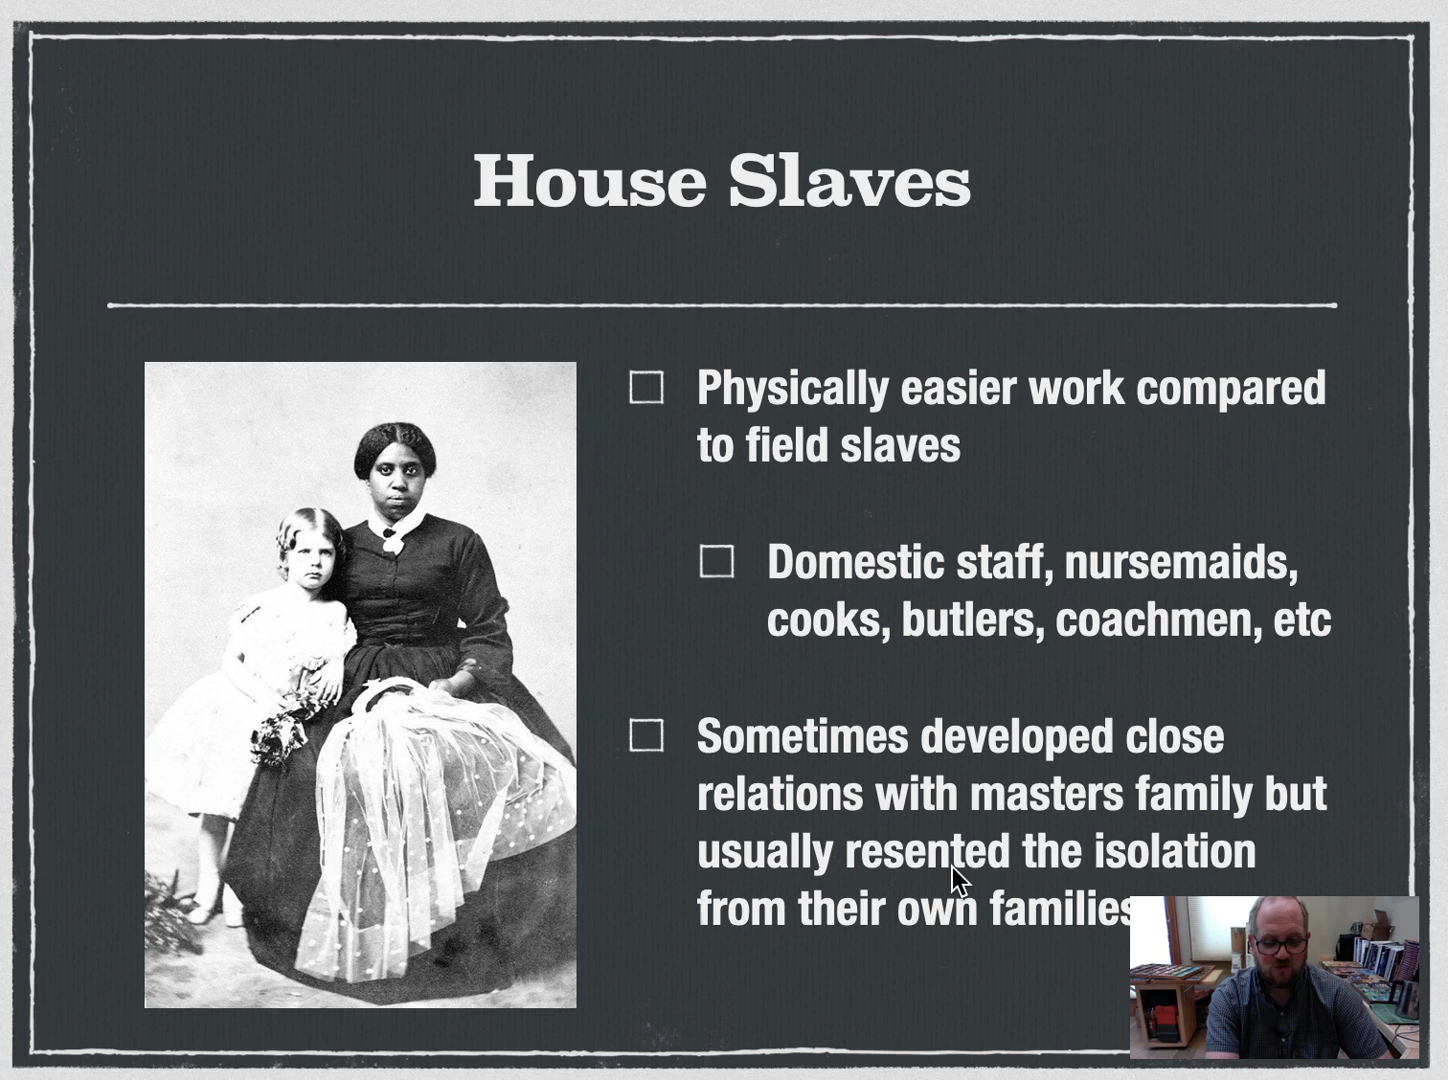 House Slaves
Physically easier work compared
to field slaves
Domestic staff, nursemaids,
cooks, butlers, coachmen, etc
Sometimes developed close
relations with masters family but
usually resented the isolation
from their own families